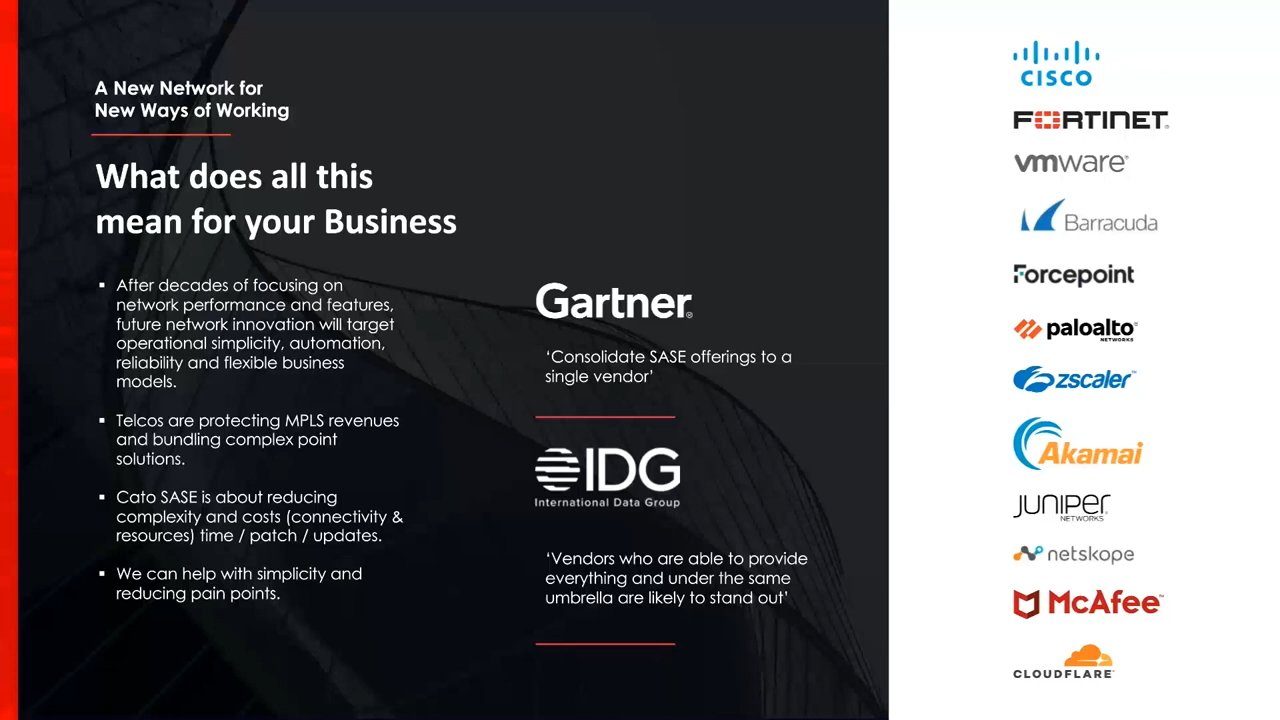 A New Network for
New Ways of Working
What does all this
mean for your Business
▪ After decades of focusing on
network performance and features,
future network innovation will target
operational simplicity, automation,
reliability and flexible business
models.
▪ Telcos are protecting MPLS revenues
and bundling complex point
solutions.
▪ Cato SASE is about reducing
complexity and costs (connectivity &
resources) time / patch / updates.
▪ We can help with simplicity and
reducing pain points.
Gartner®
‘Consolidate SASE offerings to a
single vendor’
IDG
International Data Group
‘Vendors who are able to provide
everything and under the same
umbrella are likely to stand out’
CISCO
FORTINET®
vmware®
Barracuda
Forcepoint
paloalto®
NETWORKS
zscaler™
Akamai
JUNIPER
NETWORKS
netskope
McAfee™
CLOUDFLARE®